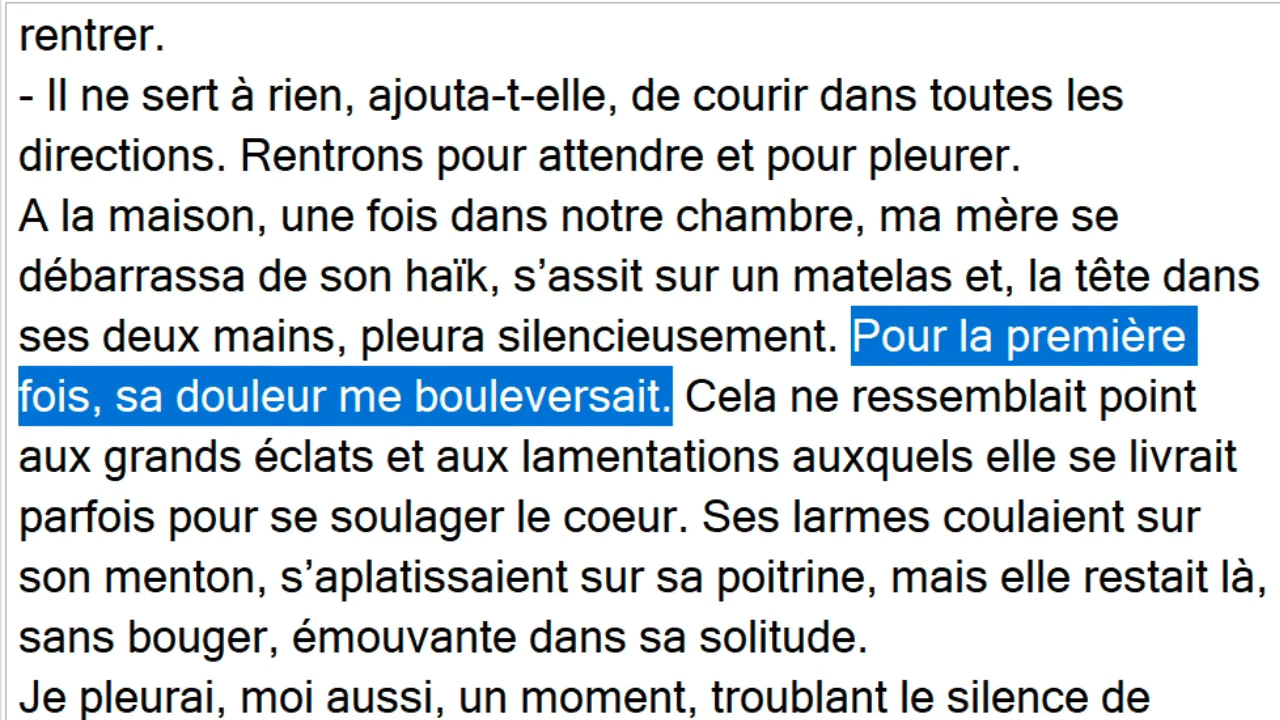 rentrer.
- Il ne sert à rien, ajouta-t-elle, de courir dans toutes les
directions. Rentrons pour attendre et pour pleurer.
A la maison, une fois dans notre chambre, ma mère se
débarrassa de son haïk, s’assit sur un matelas et, la tête dans
ses deux mains, pleura silencieusement. Pour la première
fois, sa douleur me bouleversait. Cela ne ressemblait point
aux grands éclats et aux lamentations auxquels elle se livrait
parfois pour se soulager le coeur. Ses larmes coulaient sur
son menton, s’aplatissaient sur sa poitrine, mais elle restait là,
sans bouger, émouvante dans sa solitude.
Je pleurai, moi aussi, un moment, troublant le silence de